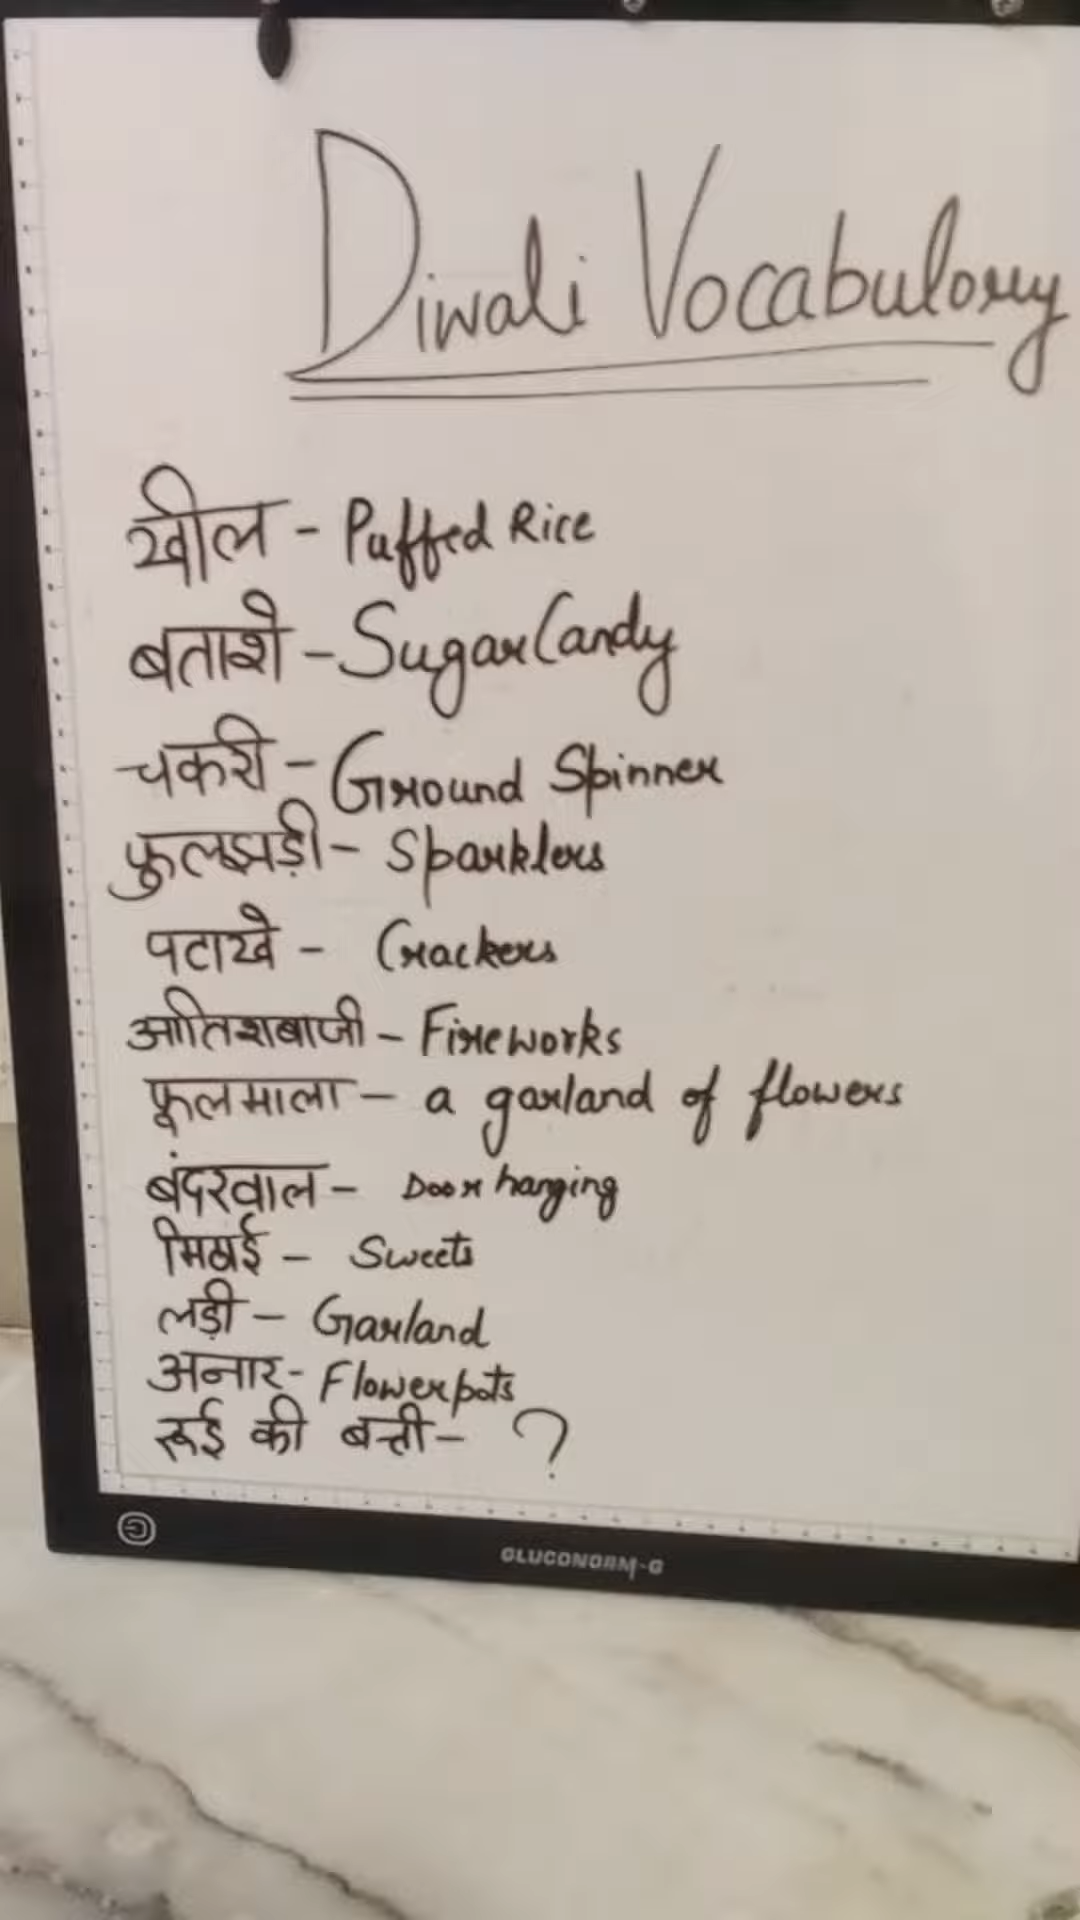 Diwali Vocabulary
खील - Puffed Rice
बताशे - Sugar Candy
चकरी - Ground Spinner
फुलझड़ी - Sparklers
पटाखे - Crackers
आतिशबाजी - Fireworks
फूलमाला - a garland of flowers
बंदरवाल - Door hanging
मिठाई - Sweets
लड़ी - Garland
अनार - Flowerpots
रूई की बत्ती - ?
GLUCONORM-G